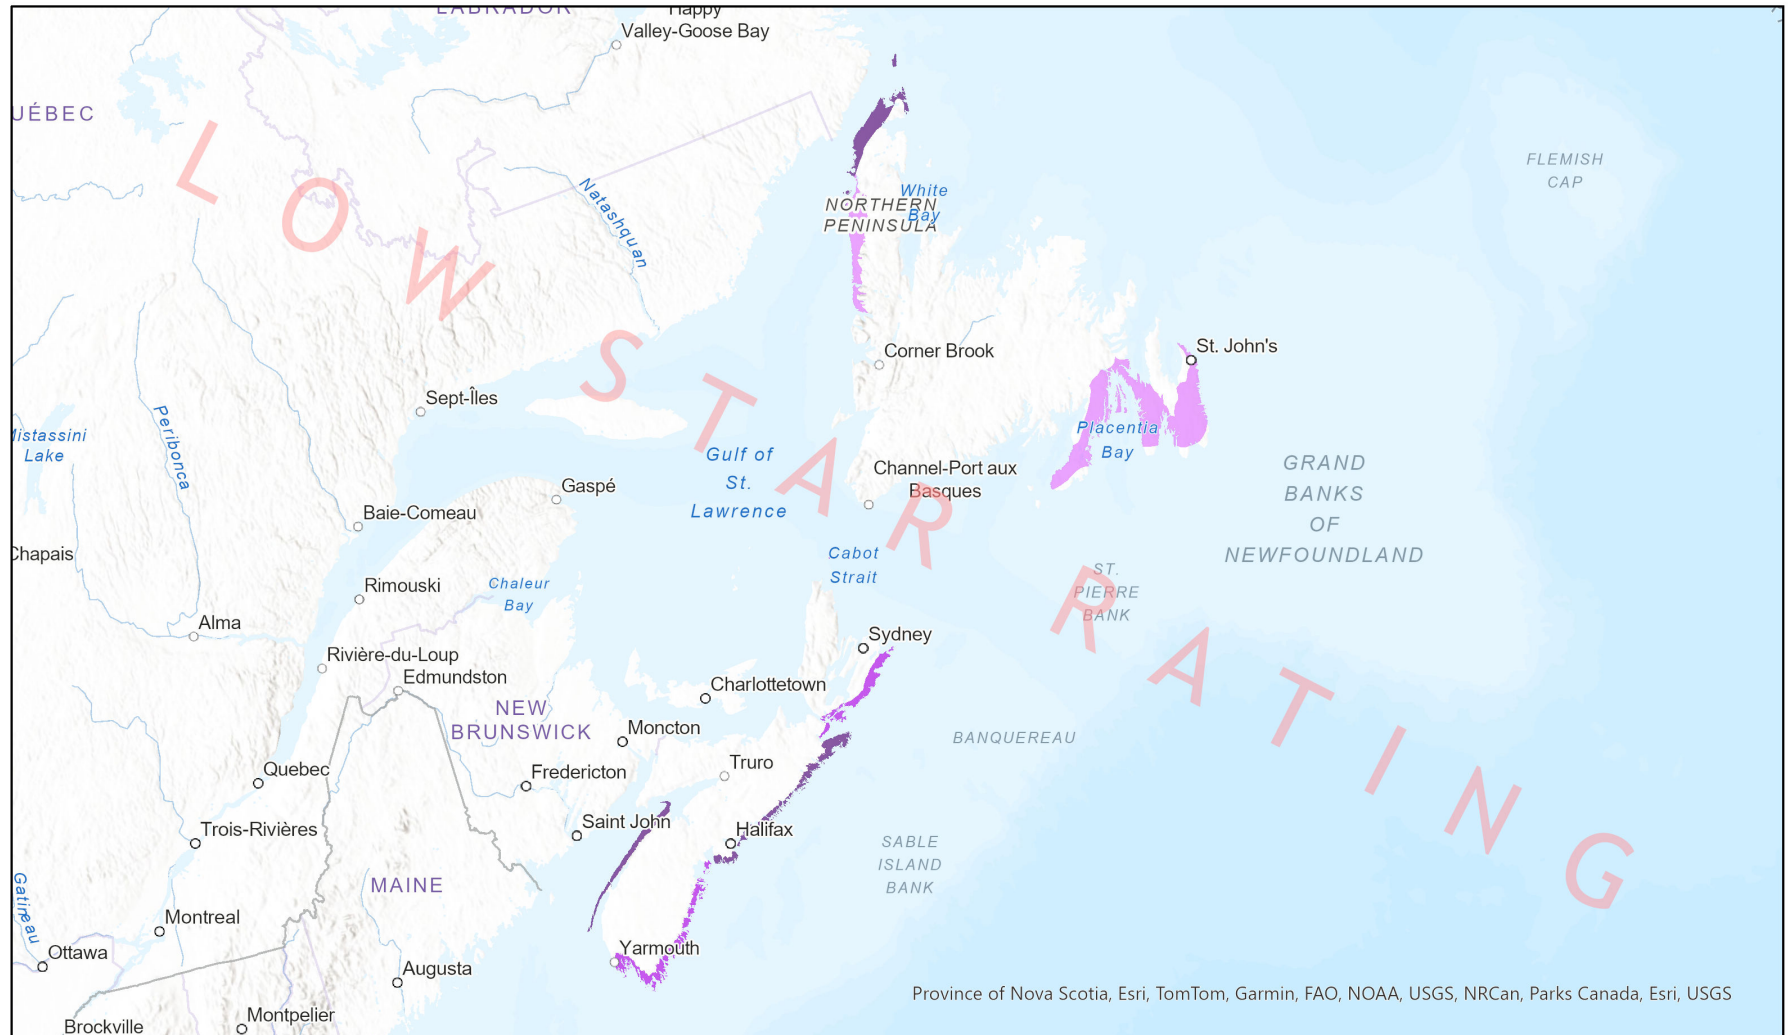 LABRADOR
Happy
Valley-Goose Bay
UÉBEC
FLEMISH
CAP
Natashquan
White
Bay
NORTHERN
PENINSULA
LOW STAR RATING
St. John's
Corner Brook
Sept-Îles
Peribonca
Mistassini
Lake
Placentia
Bay
Gulf of
St.
Lawrence
GRAND
BANKS
OF
NEWFOUNDLAND
Channel-Port aux
Basques
Gaspé
Baie-Comeau
Chapais
Cabot
Strait
Chaleur
Bay
Rimouski
ST.
PIERRE
BANK
Alma
Sydney
Rivière-du-Loup
Edmundston
Charlottetown
NEW
BRUNSWICK
Moncton
BANQUEREAU
Truro
Quebec
Fredericton
Saint John
Halifax
Trois-Rivières
SABLE
ISLAND
BANK
MAINE
Gatineau
Montreal
Yarmouth
Ottawa
Augusta
Province of Nova Scotia, Esri, TomTom, Garmin, FAO, NOAA, USGS, NRCan, Parks Canada, Esri, USGS
Montpelier
Brockville